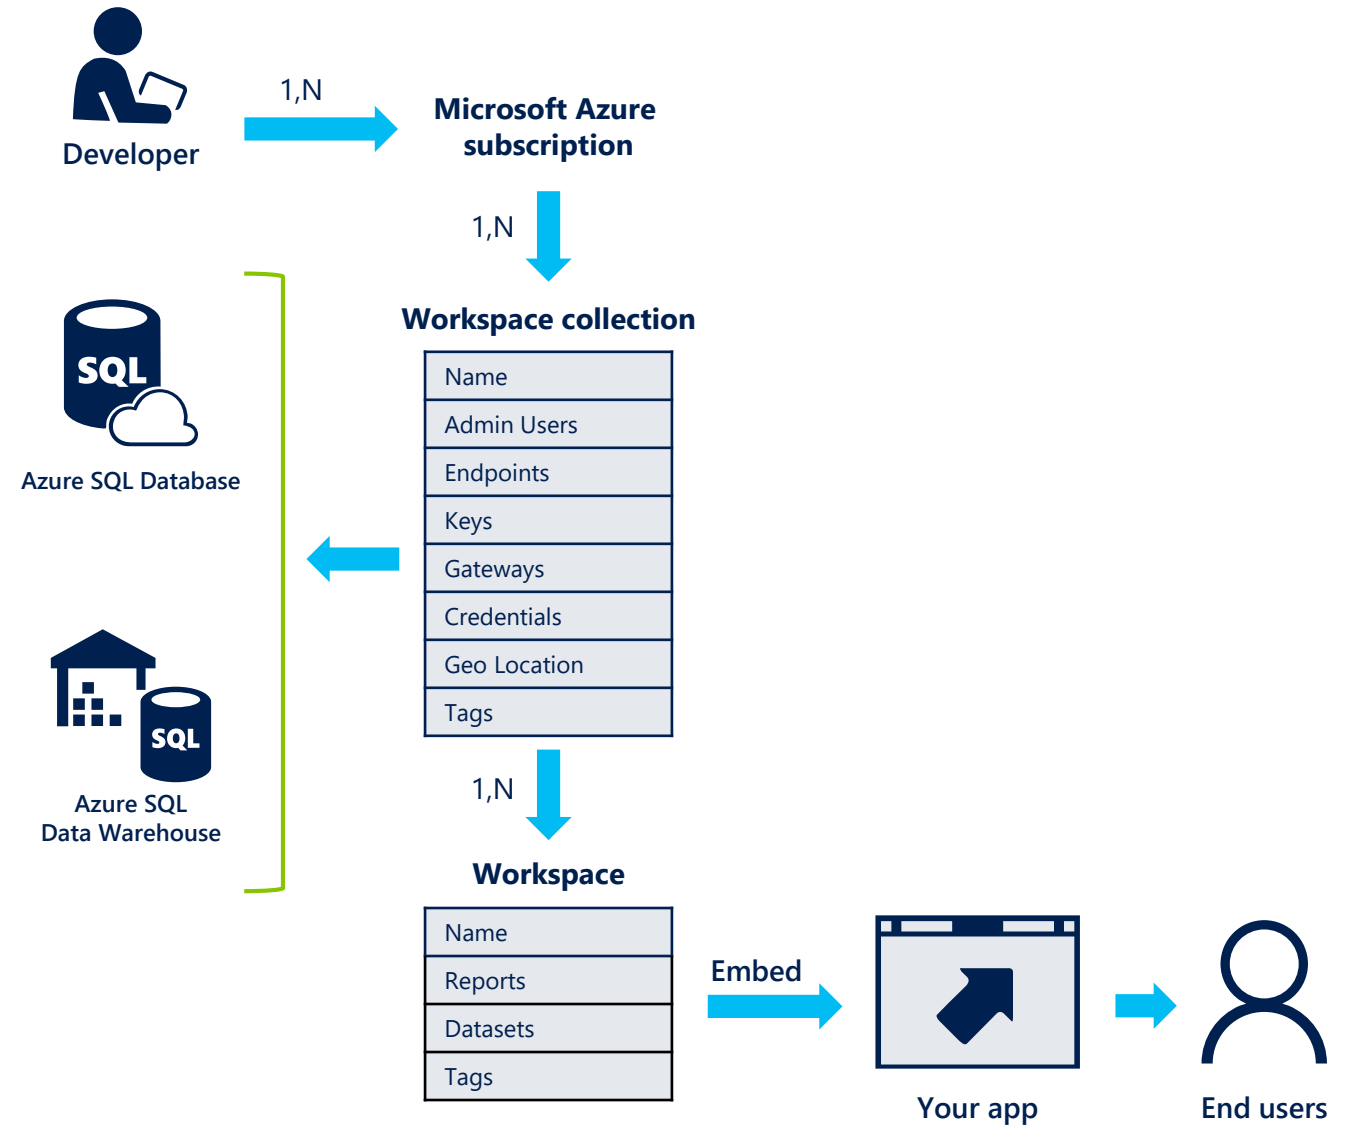 1,N
Developer
Microsoft Azure
subscription
1,N
SQL
Azure SQL Database
SQL
Azure SQL
Data Warehouse
Workspace collection
Name
Admin Users
Endpoints
Keys
Gateways
Credentials
Geo Location
Tags
1,N
Workspace
Name
Reports
Datasets
Tags
Embed
Your app
End users